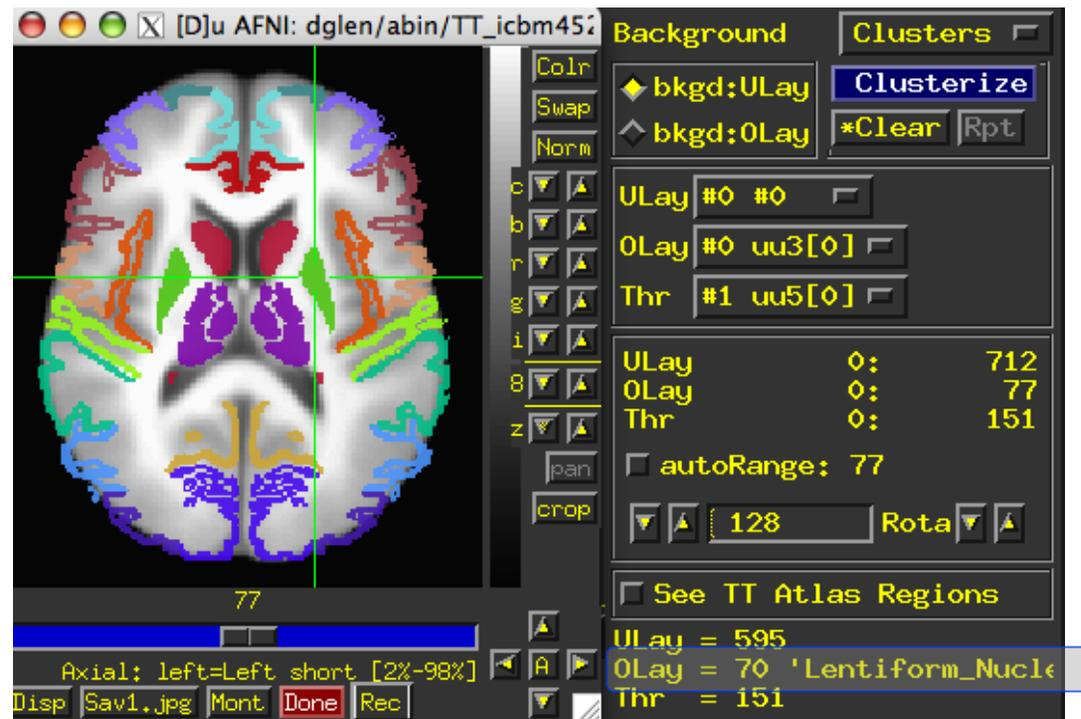 [D]u AFNI: dglen/abin/TT_icbm452
Colr
Swap
Norm
c
b
r
g
i
8
z
pan
crop
77
Axial: left=Left short [2%-98%]
A
Disp Sav1.jpg Mont Done Rec
Background Clusters
bkgd:ULay Clusterize
bkgd:OLay *Clear Rpt
ULay #0 #0
OLay #0 uu3[0]
Thr #1 uu5[0]
ULay 0: 712
OLay 0: 77
Thr 0: 151
autoRange: 77
128 Rota
See TT Atlas Regions
ULay = 595
OLay = 70 'Lentiform_Nucle
Thr = 151